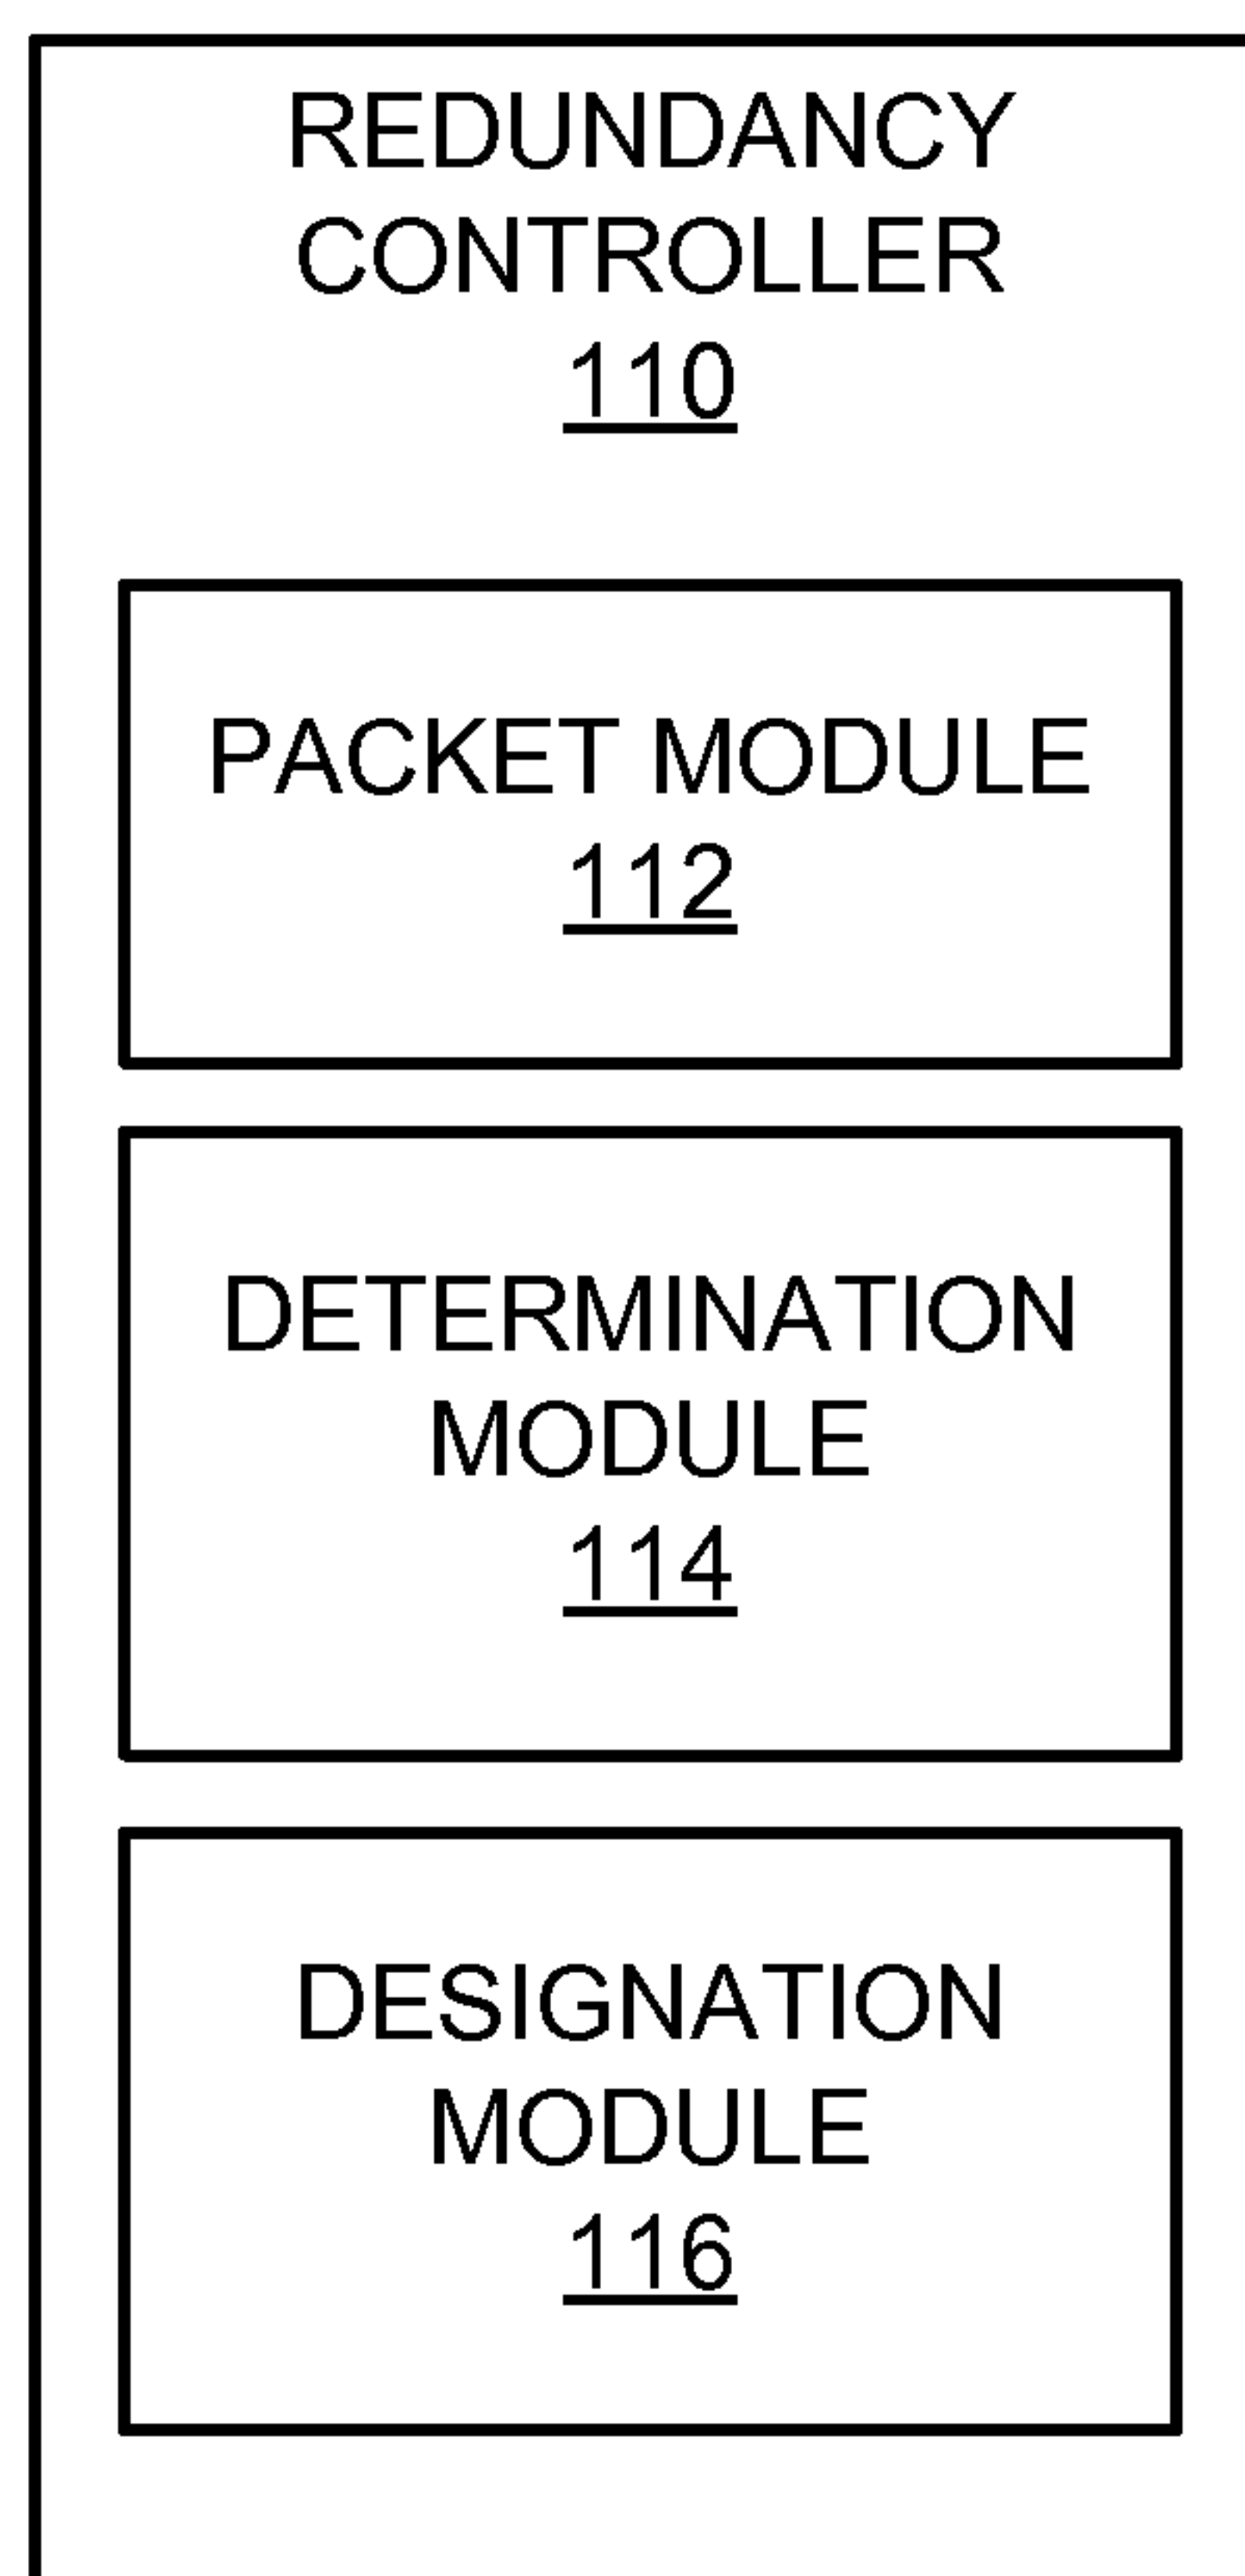 REDUNDANCY
CONTROLLER
110
PACKET MODULE
112
DETERMINATION
MODULE
114
DESIGNATION
MODULE
116